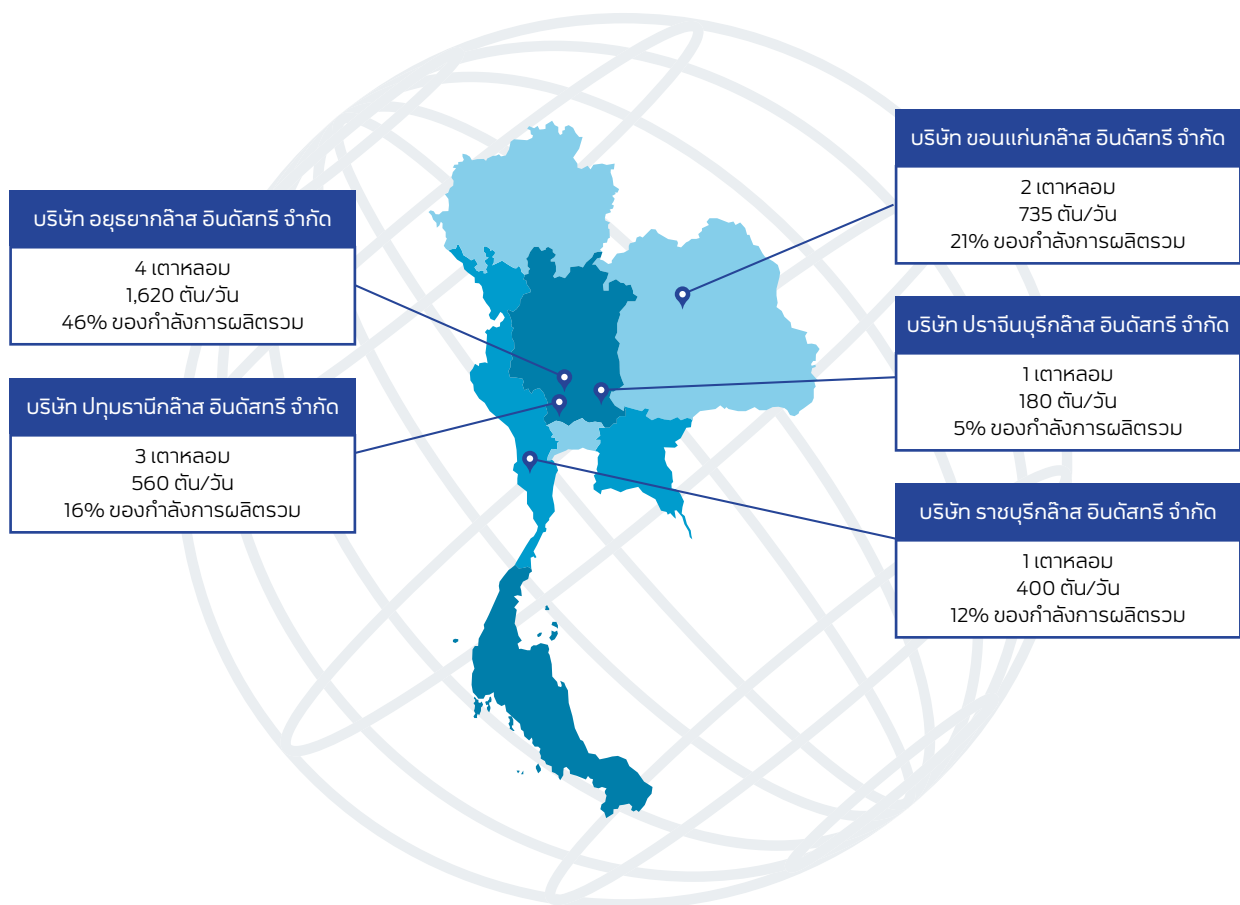 บริษัท อยุธยากล๊าส อินดัสทรี จำกัด
4 เตาหลอม
1,620 ตัน/วัน
46% ของกำลังการผลิตรวม
บริษัท ปทุมธานีกล๊าส อินดัสทรี จำกัด
3 เตาหลอม
560 ตัน/วัน
16% ของกำลังการผลิตรวม
บริษัท ขอนแก่นกล๊าส อินดัสทรี จำกัด
2 เตาหลอม
735 ตัน/วัน
21% ของกำลังการผลิตรวม
บริษัท ปราจีนบุรีกล๊าส อินดัสทรี จำกัด
1 เตาหลอม
180 ตัน/วัน
5% ของกำลังการผลิตรวม
บริษัท ราชบุรีกล๊าส อินดัสทรี จำกัด
1 เตาหลอม
400 ตัน/วัน
12% ของกำลังการผลิตรวม